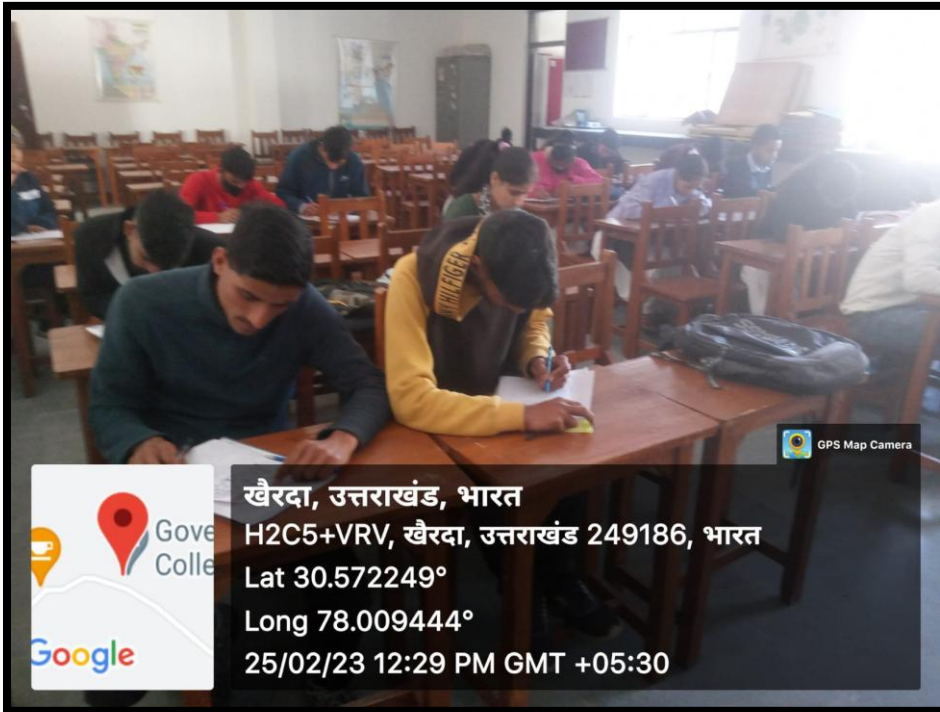 HILFIGER
GPS Map Camera
Gove
Colle
Google
खैरदा, उत्तराखंड, भारत
H2C5+VRV, खैरदा, उत्तराखंड 249186, भारत
Lat 30.572249°
Long 78.009444°
25/02/23 12:29 PM GMT +05:30